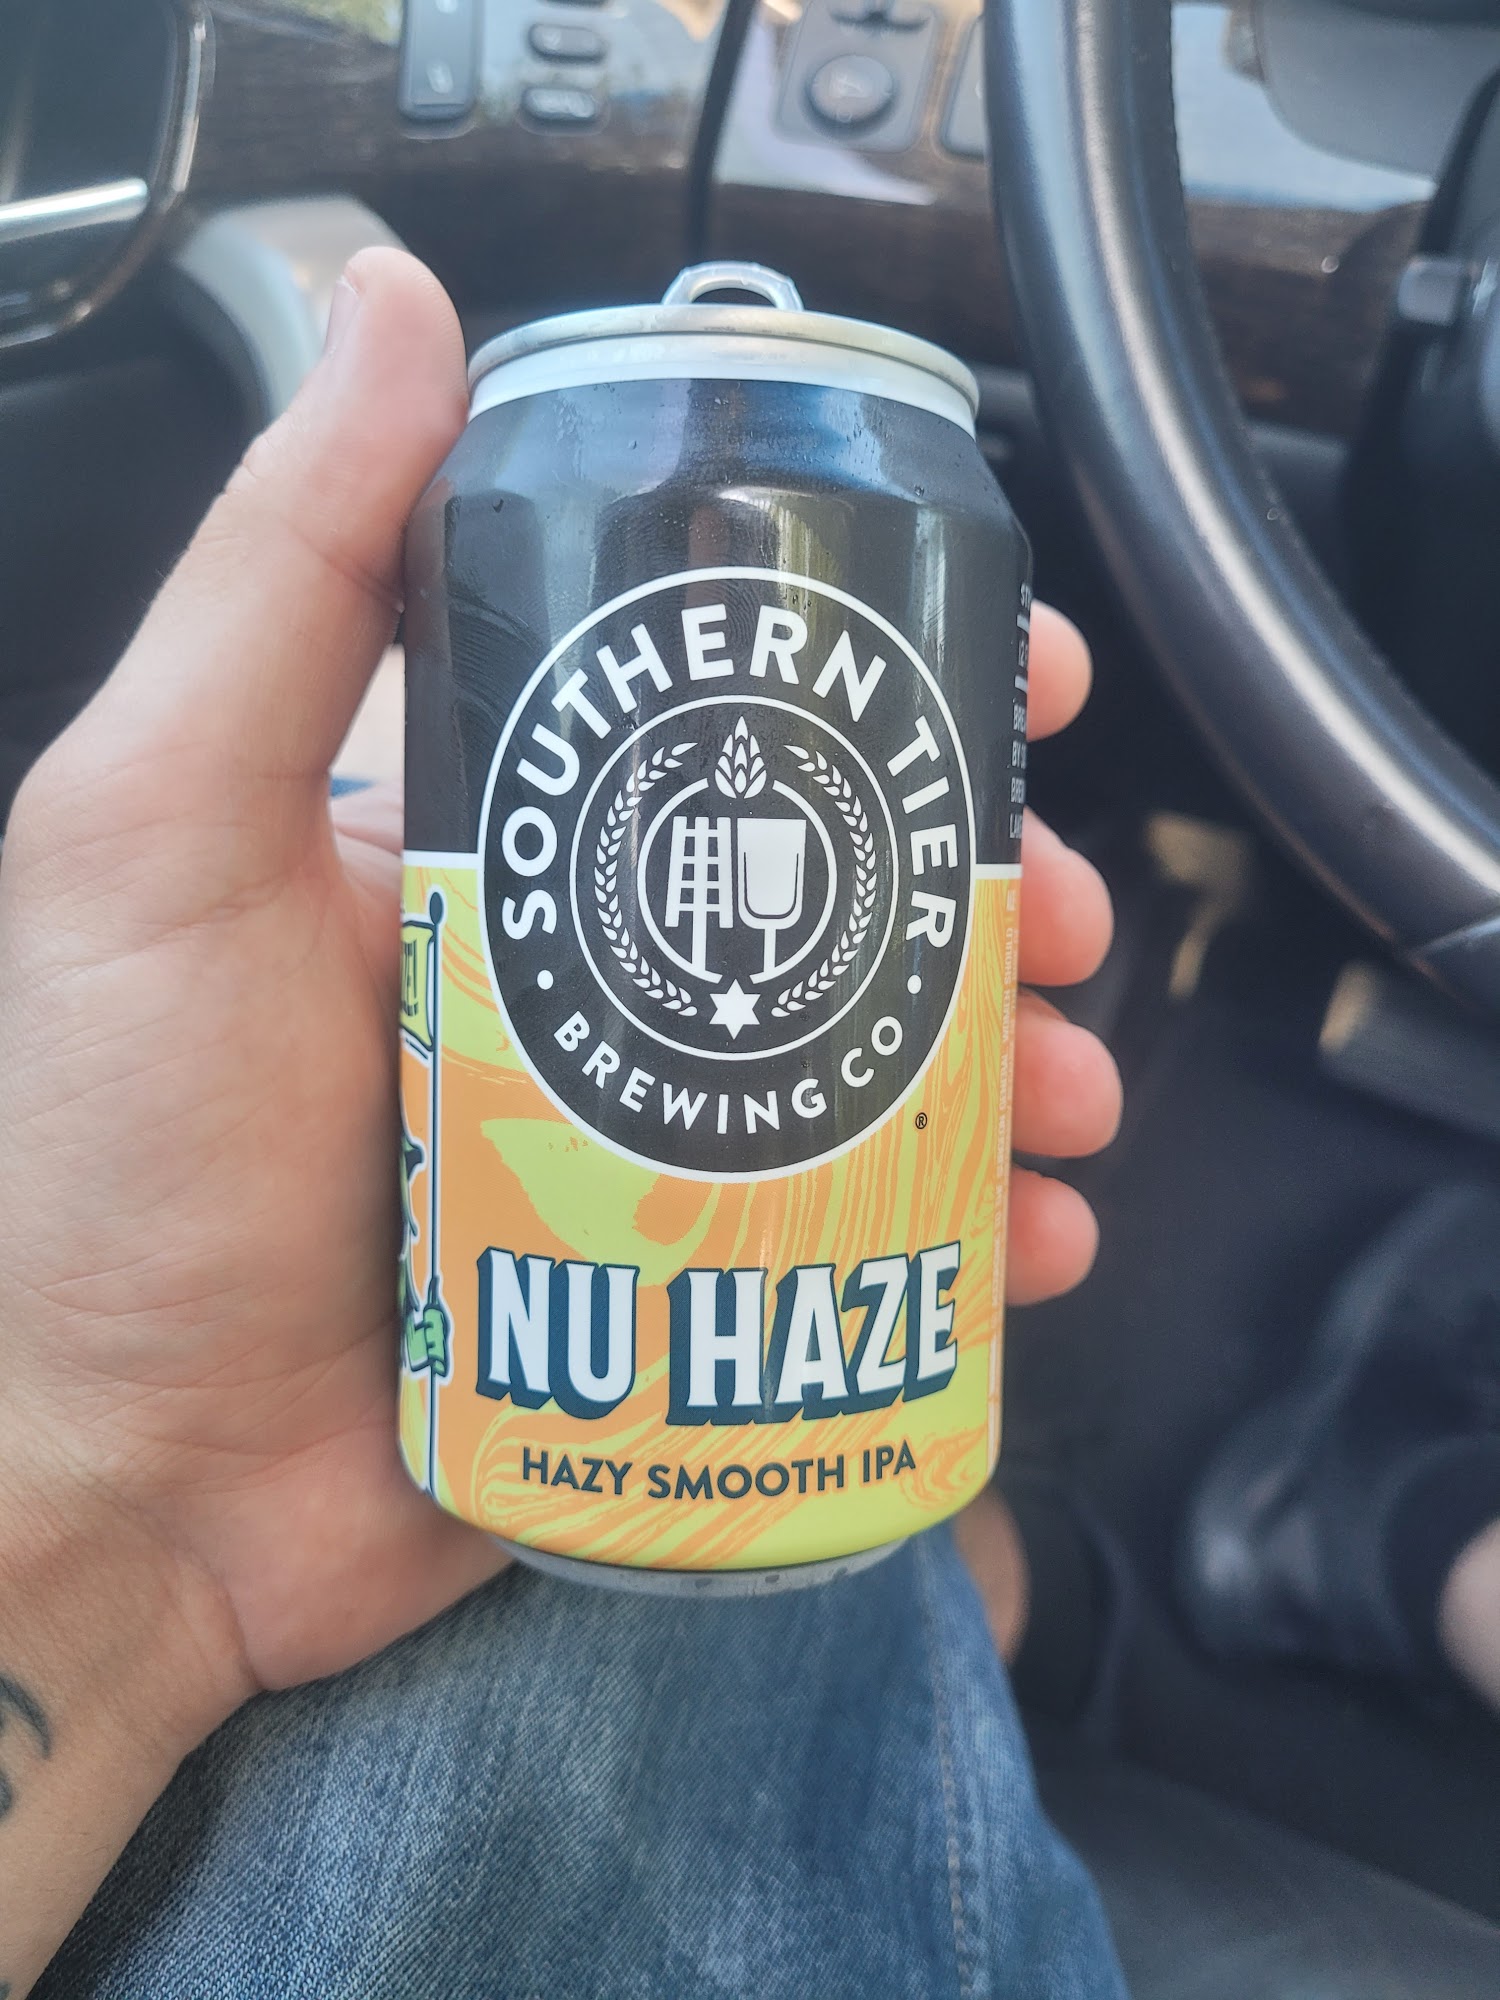 SOUTHERN TIER
BREWING CO
®
NU HAZE
HAZY SMOOTH IPA